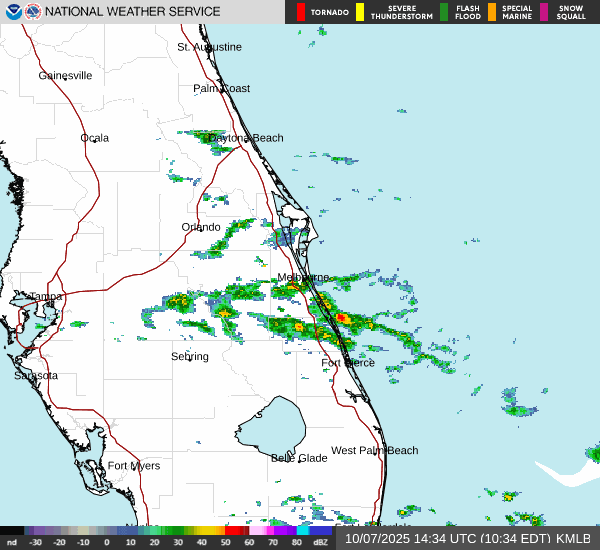 NATIONAL WEATHER SERVICE
TORNADO
SEVERE THUNDERSTORM
FLASH FLOOD
SPECIAL MARINE
SNOW SQUALL
St. Augustine
Gainesville
Palm Coast
Ocala
Daytona Beach
Orlando
Melbourne
Tampa
Sebring
Fort Pierce
Sarasota
West Palm Beach
Belle Glade
Fort Myers
nd -30 -20 -10 0 10 20 30 40 50 60 70 80 dBZ
10/07/2025 14:34 UTC (10:34 EDT) KMLB